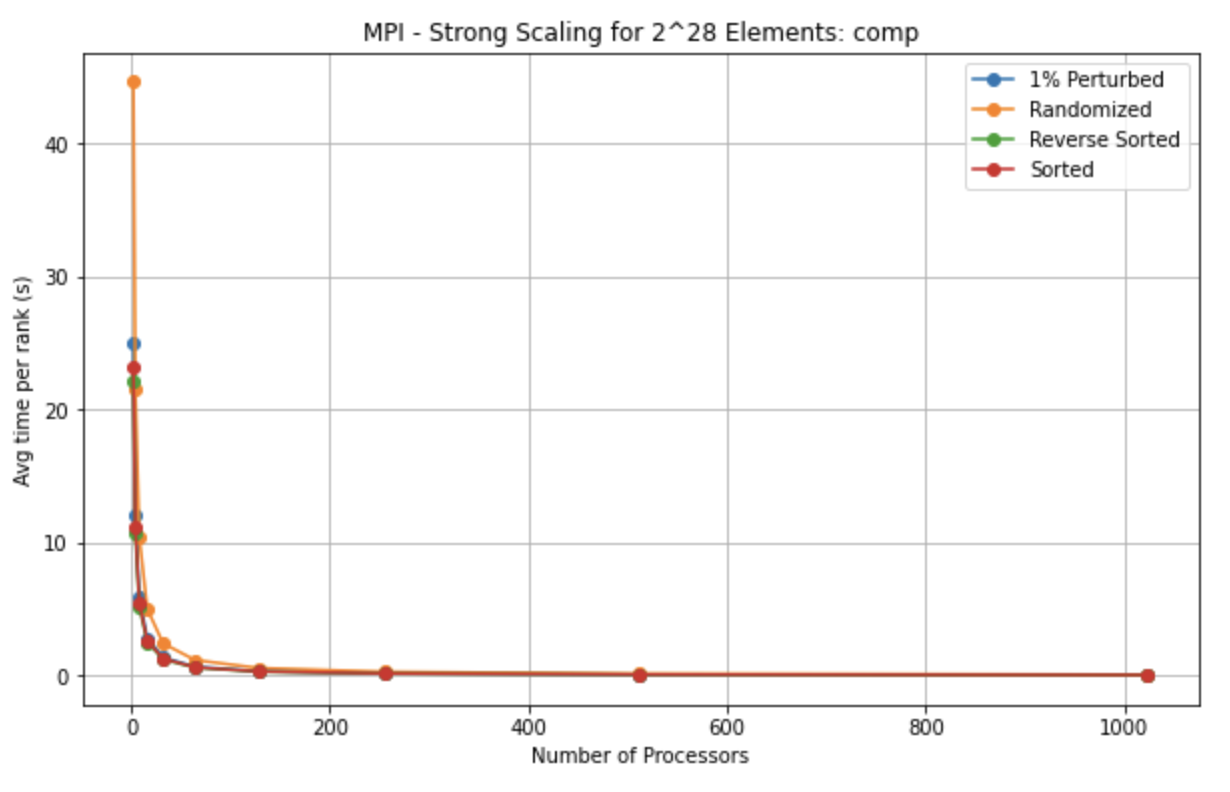 MPI - Strong Scaling for 2^28 Elements: comp
1% Perturbed
Randomized
Reverse Sorted
Sorted
Avg time per rank (s)
40
30
20
10
0
0 200 400 600 800 1000
Number of Processors